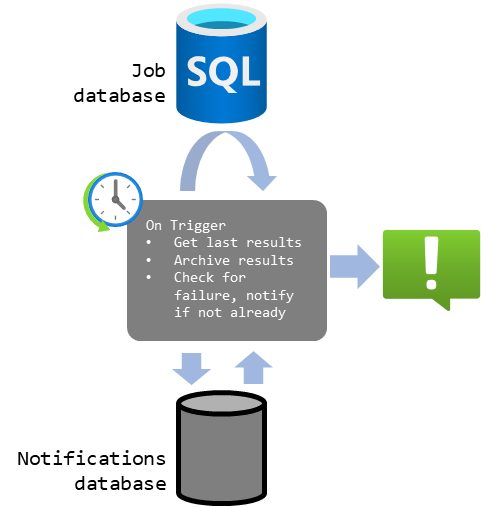 Job
database
SQL
On Trigger
• Get last results
• Archive results
• Check for
failure, notify
if not already
!
Notifications
database